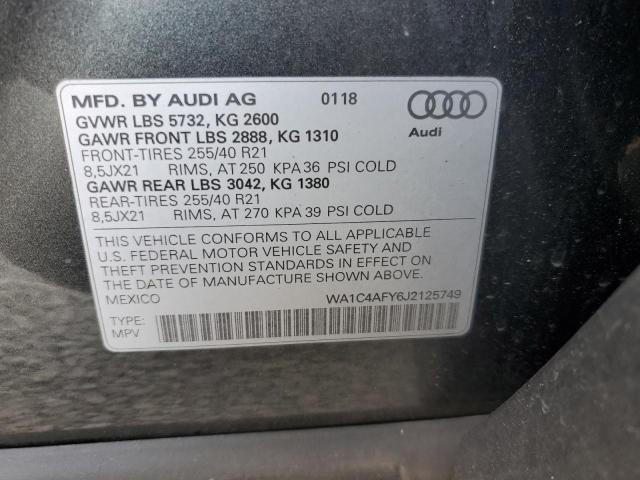 MFD. BY AUDI AG 0118
GVWR LBS 5732, KG 2600
GAWR FRONT LBS 2888, KG 1310
FRONT-TIRES 255/40 R21
8,5JX21 RIMS, AT 250 KPA 36 PSI COLD
GAWR REAR LBS 3042, KG 1380
REAR-TIRES 255/40 R21
8,5JX21 RIMS, AT 270 KPA 39 PSI COLD
Audi
THIS VEHICLE CONFORMS TO ALL APPLICABLE
U.S. FEDERAL MOTOR VEHICLE SAFETY AND
THEFT PREVENTION STANDARDS IN EFFECT ON
THE DATE OF MANUFACTURE SHOWN ABOVE.
MEXICO WA1C4AFY6J2125749
TYPE:
MPV